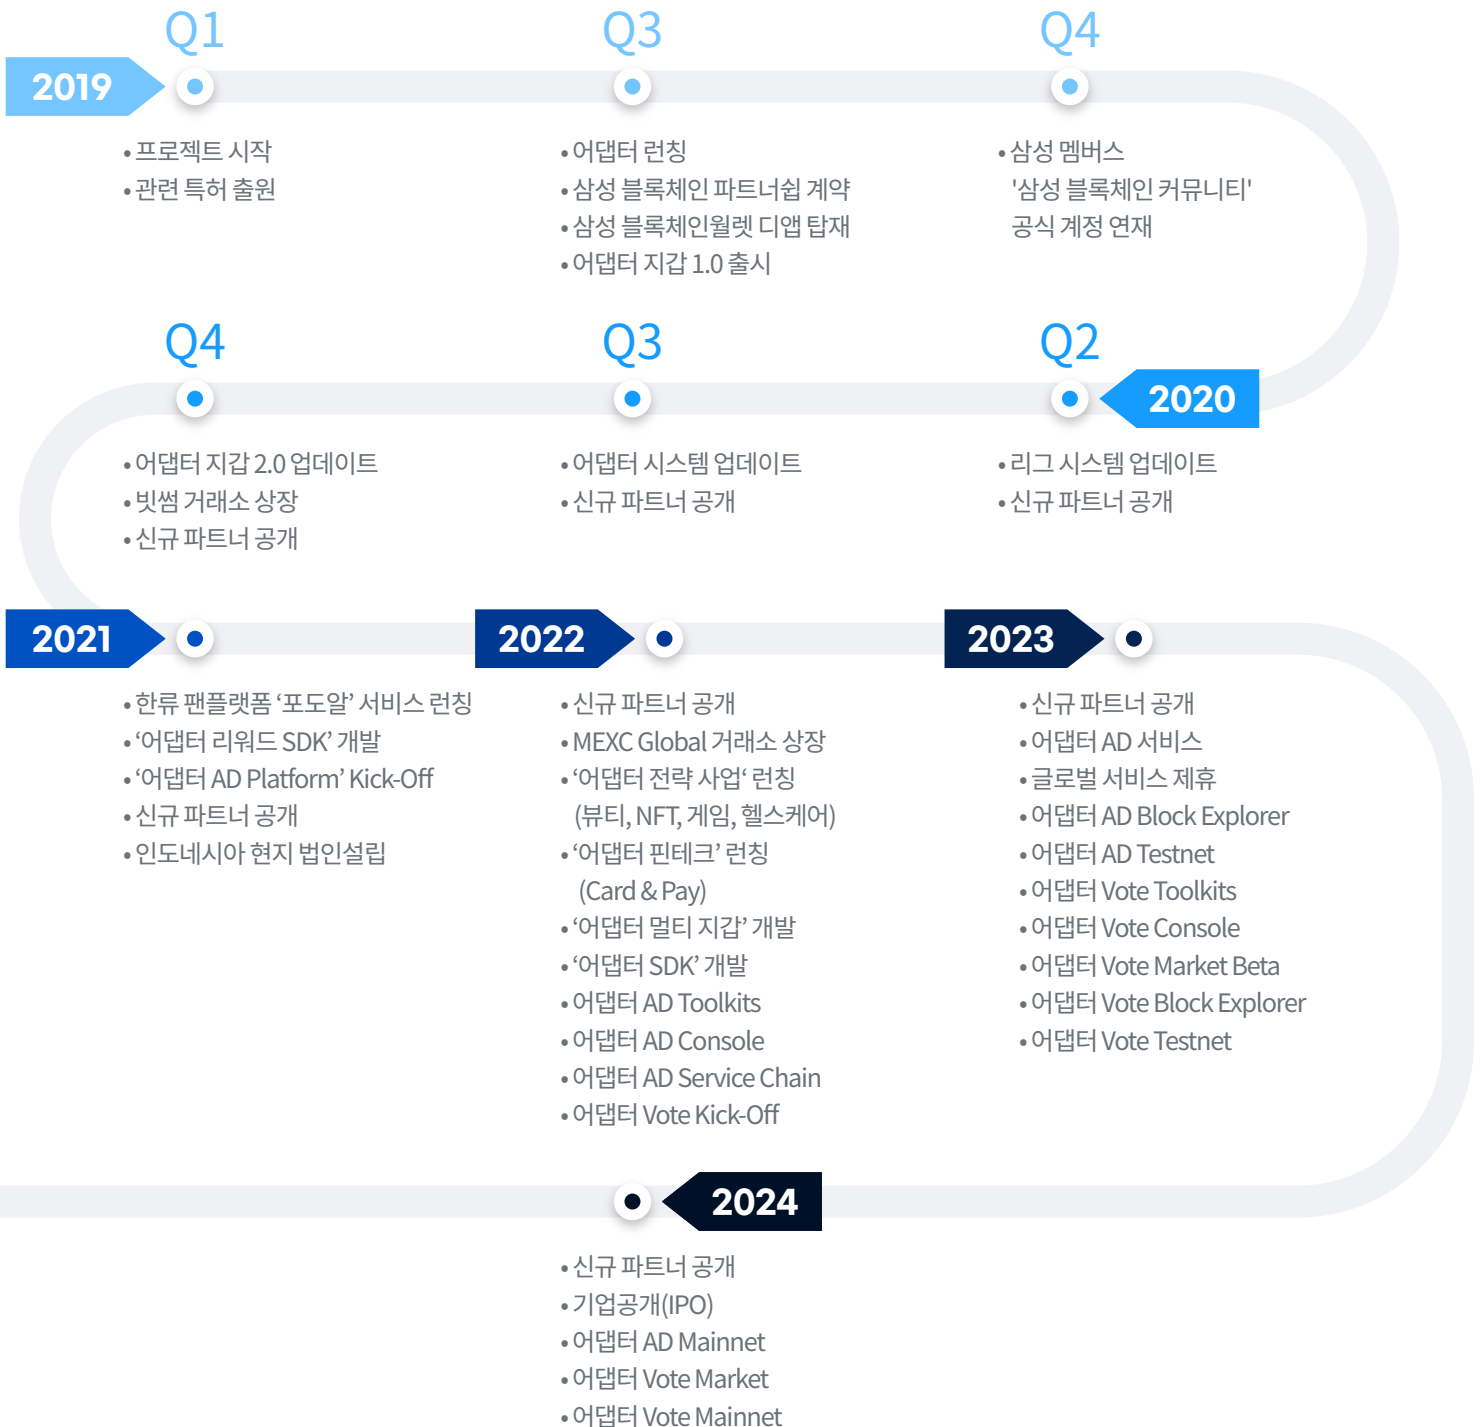 2019
Q1
• 프로젝트 시작
• 관련 특허 출원
Q3
• 어댑터 런칭
• 삼성 블록체인 파트너쉽 계약
• 삼성 블록체인월렛 디앱 탑재
• 어댑터 지갑 1.0 출시
Q4
• 삼성 멤버스
'삼성 블록체인 커뮤니티'
공식 계정 연재
2020
Q2
• 리그 시스템 업데이트
• 신규 파트너 공개
Q3
• 어댑터 시스템 업데이트
• 신규 파트너 공개
Q4
• 어댑터 지갑 2.0 업데이트
• 빗썸 거래소 상장
• 신규 파트너 공개
2021
• 한류 팬플랫폼 ‘포도알’ 서비스 런칭
• ‘어댑터 리워드 SDK’ 개발
• ‘어댑터 AD Platform’ Kick-Off
• 신규 파트너 공개
• 인도네시아 현지 법인설립
2022
• 신규 파트너 공개
• MEXC Global 거래소 상장
• ‘어댑터 전략 사업‘ 런칭
(뷰티, NFT, 게임, 헬스케어)
• ‘어댑터 핀테크’ 런칭
(Card & Pay)
• ‘어댑터 멀티 지갑’ 개발
• ‘어댑터 SDK’ 개발
• 어댑터 AD Toolkits
• 어댑터 AD Console
• 어댑터 AD Service Chain
• 어댑터 Vote Kick-Off
2023
• 신규 파트너 공개
• 어댑터 AD 서비스
• 글로벌 서비스 제휴
• 어댑터 AD Block Explorer
• 어댑터 AD Testnet
• 어댑터 Vote Toolkits
• 어댑터 Vote Console
• 어댑터 Vote Market Beta
• 어댑터 Vote Block Explorer
• 어댑터 Vote Testnet
2024
• 신규 파트너 공개
• 기업공개(IPO)
• 어댑터 AD Mainnet
• 어댑터 Vote Market
• 어댑터 Vote Mainnet